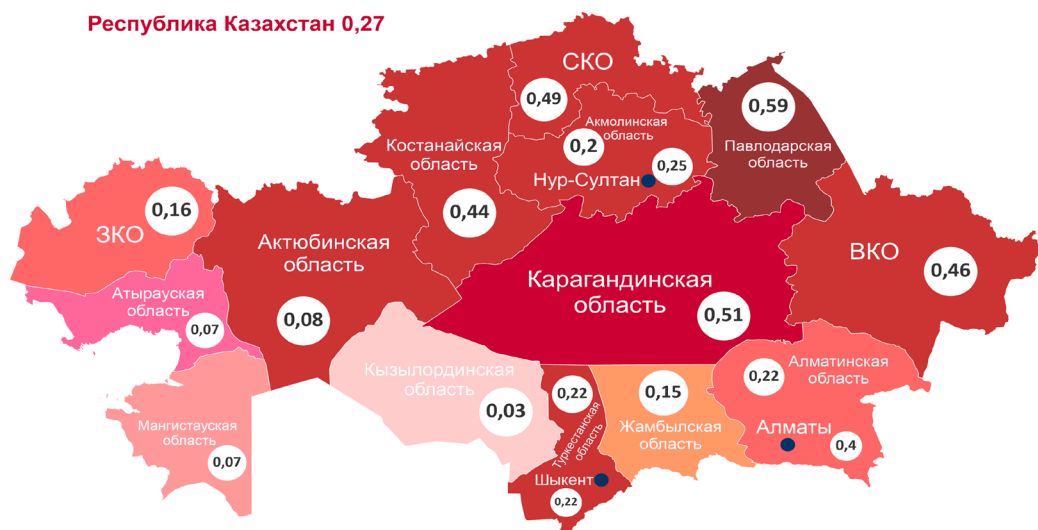 Республика Казахстан 0,27
СКО
0,49
Акмолинская
область
0,2
0,25
Нур-Султан
0,59
Павлодарская
область
Костанайская
область
0,44
0,16
ЗКО
Актюбинская
область
0,08
Атырауская
область
0,07
Карагандинская
область
0,51
ВКО
0,46
Мангистауская
область
0,07
Кызылординская
область
0,03
0,22
Туркестанская
область
Шыкент
0,22
0,15
Жамбылская
область
Алматинская
область
0,22
Алматы
0,4